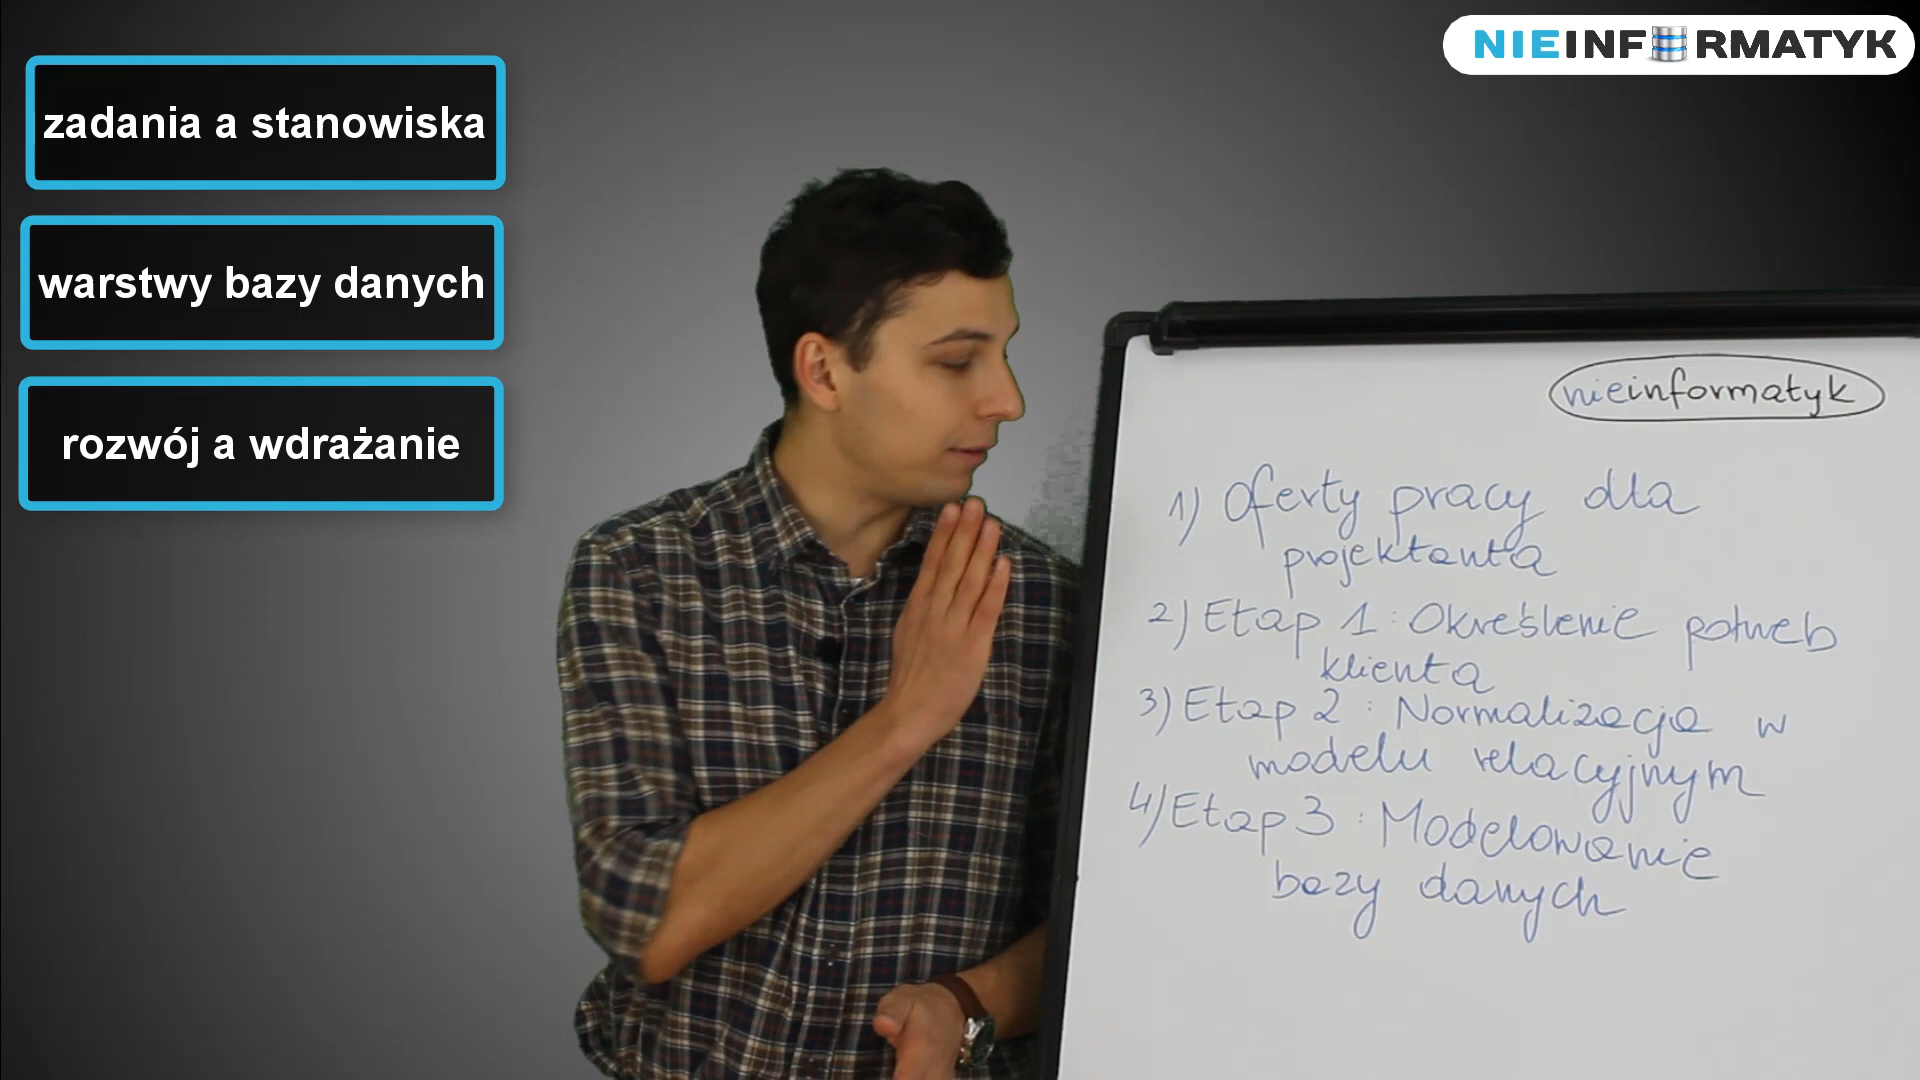 zadania a stanowiska
warstwy bazy danych
rozwój a wdrażanie
NIEINFORMATYK
nieinformatyk
1) Oferty pracy dla
projektanta
2) Etap 1: Określenie potrzeb
klienta
3) Etap 2: Normalizacja w
modelu relacyjnym
4) Etap 3: Modelowanie
bazy danych